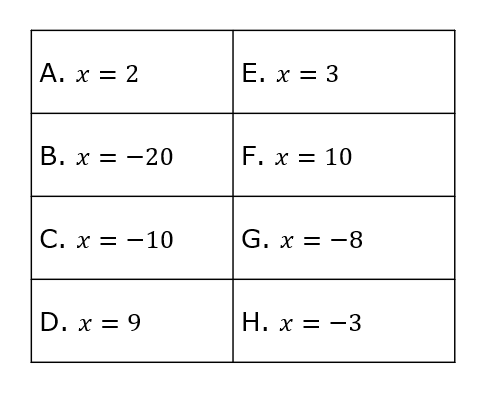 A. x = 2
E. x = 3
B. x = −20
F. x = 10
C. x = −10
G. x = −8
D. x = 9
H. x = −3